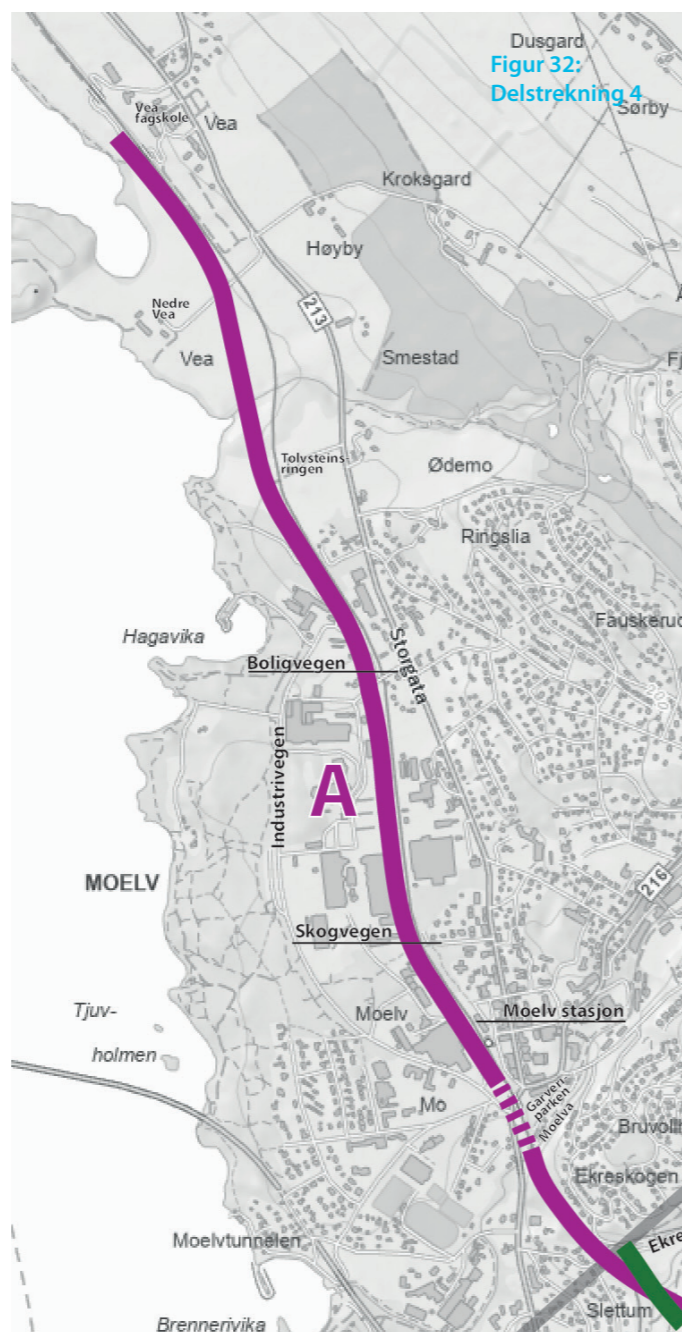 Dusgard
Figur 32:
Delstrekning 4
Sørby
Vea
fagskole
Vea
Kroksgard
Høyby
Nedre
Vea
213
Vea
Smestad
Tolvsteins-
ringen
Ødemo
Ringslia
Fauskerud
Hagavika
Storgata
Boligvegen
220
Industrivegen
A
MOELV
216
Skogvegen
Tjuv-
holmen
Moelv
Moelv stasjon
Mo
Garveri-
parken
Moelva
Ekreskogen
Moelvtunnelen
Slettum
Brennerivika